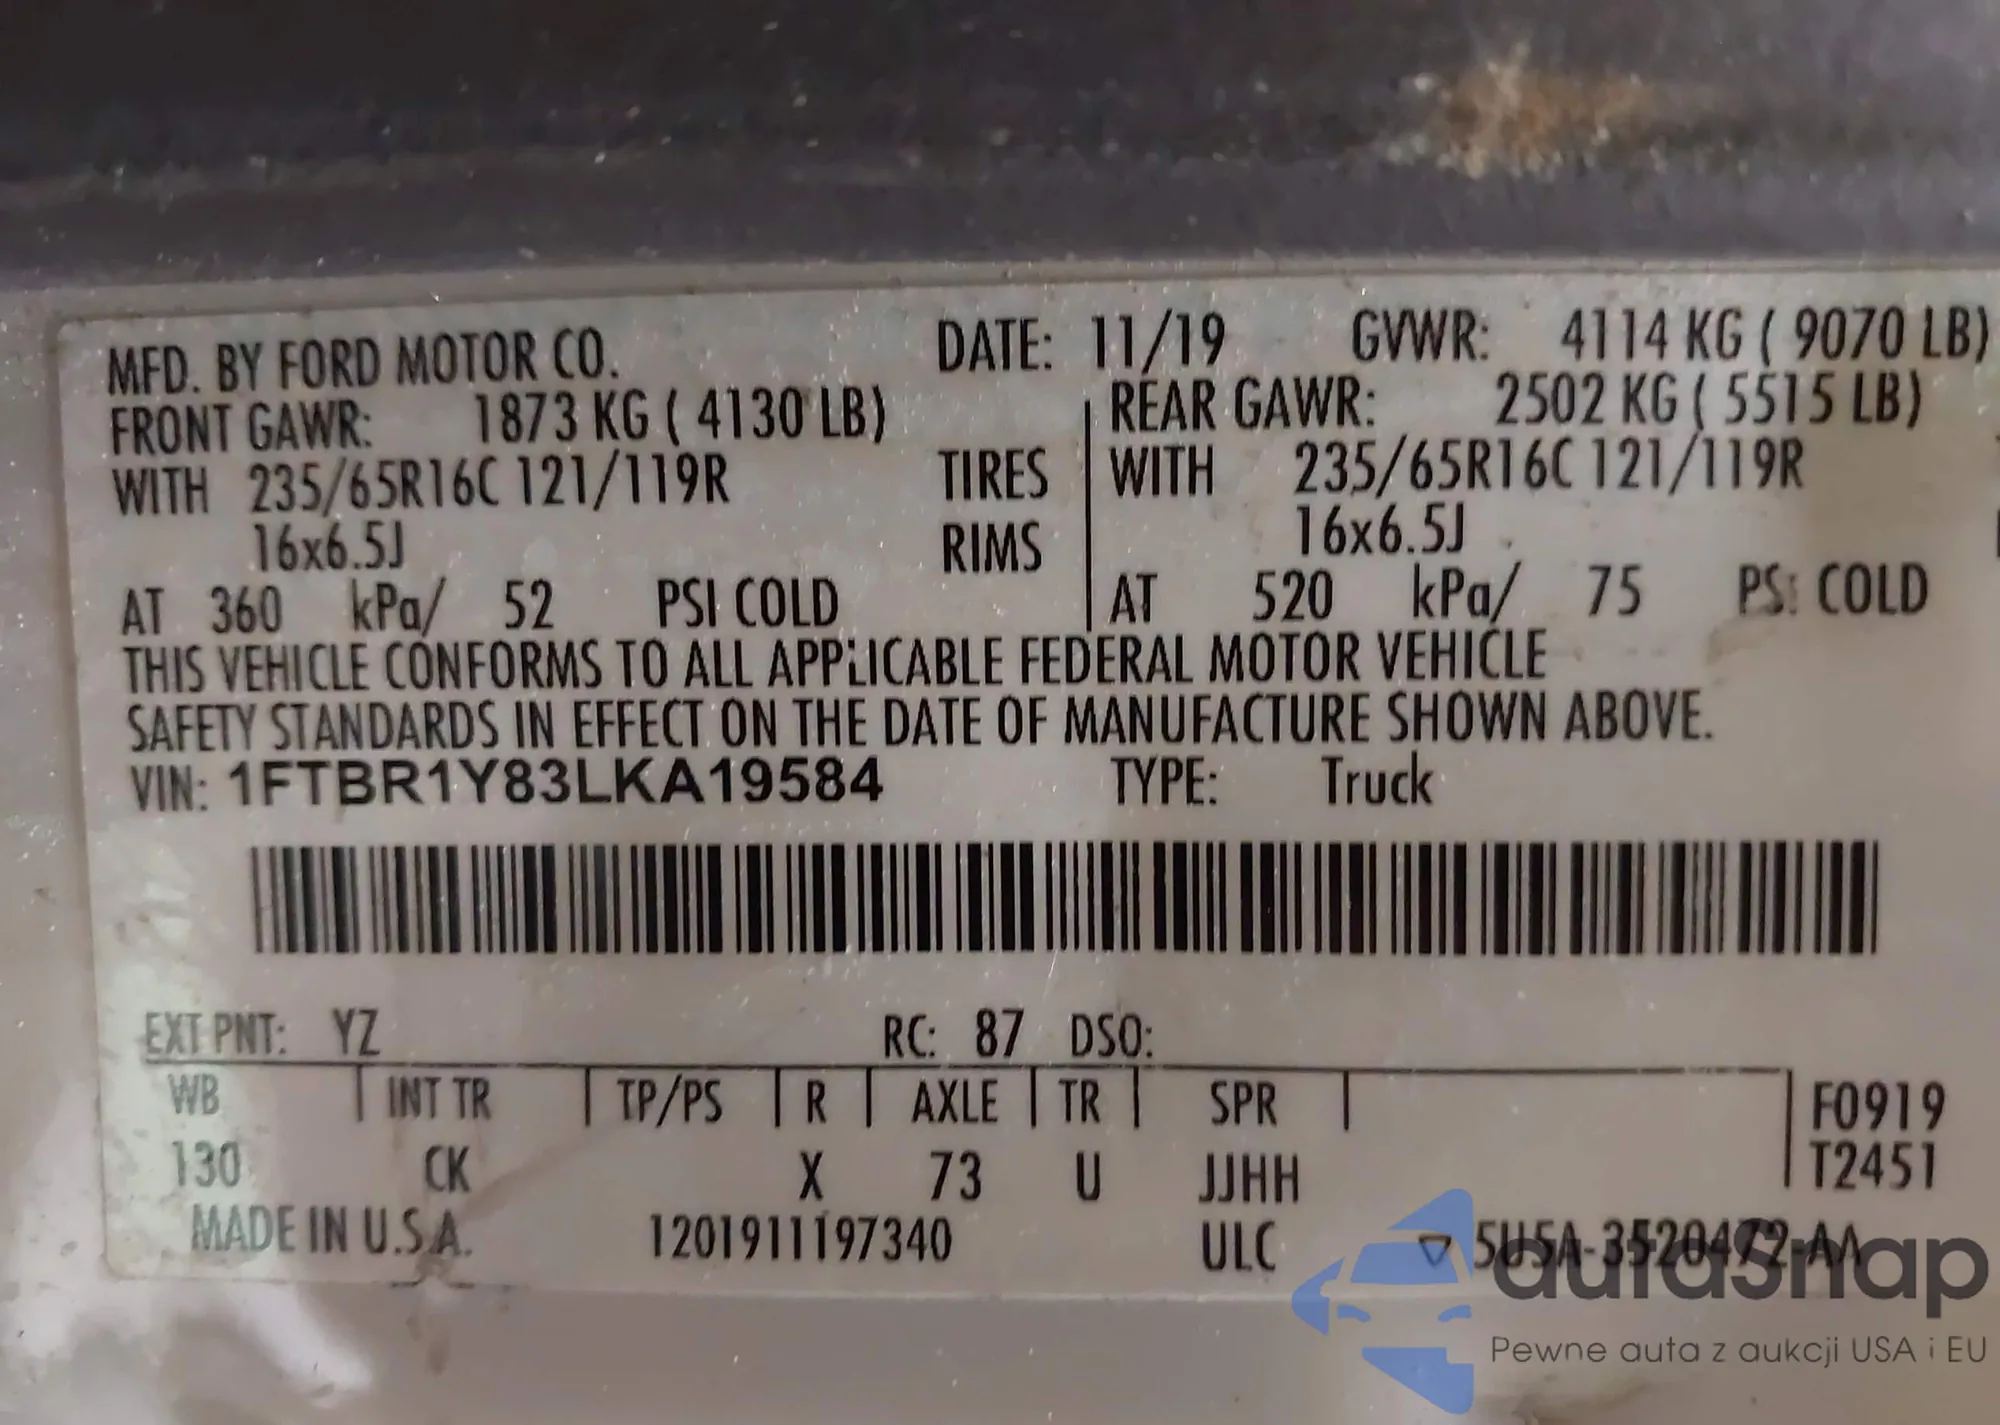 MFD. BY FORD MOTOR CO. DATE: 11/19 GVWR: 4114 KG ( 9070 LB)
FRONT GAWR: 1873 KG ( 4130 LB) REAR GAWR: 2502 KG ( 5515 LB)
WITH 235/65R16C 121/119R TIRES WITH 235/65R16C 121/119R
16x6.5J RIMS 16x6.5J
AT 360 kPa/ 52 PSI COLD AT 520 kPa/ 75 PSI COLD
THIS VEHICLE CONFORMS TO ALL APPLICABLE FEDERAL MOTOR VEHICLE
SAFETY STANDARDS IN EFFECT ON THE DATE OF MANUFACTURE SHOWN ABOVE.
VIN: 1FTBR1Y83LKA19584 TYPE: Truck
EXT PNT: YZ RC: 87 DSO:
WB INT TR TP/PS R AXLE TR SPR F0919
130 CK X 73 U JJHH T2451
MADE IN U.S.A. 1201911197340 ULC 5U5A-3520472-AA
autaSnap
Pewne auta z aukcji USA i EU